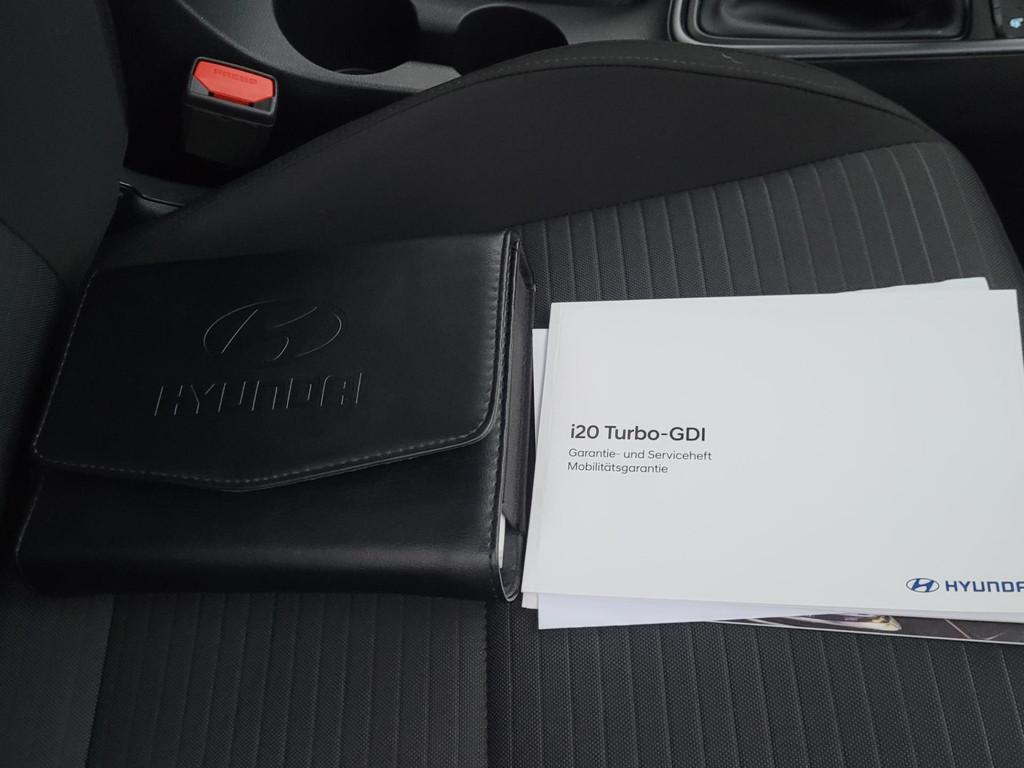 PRESS
HYUNDAI
i20 Turbo-GDI
Garantie- und Serviceheft
Mobilitätsgarantie
HYUNDA